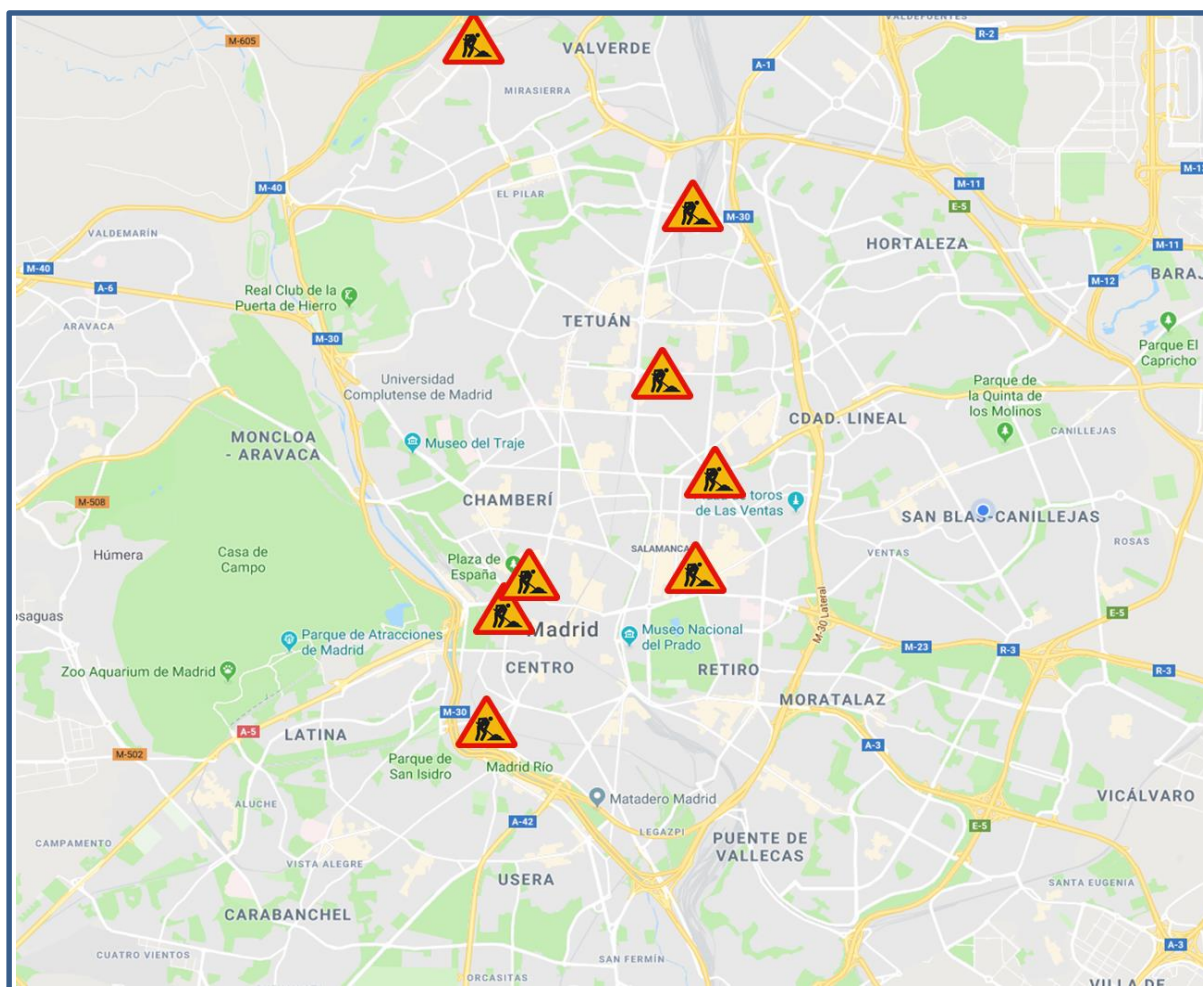 VALDEFUENTES
M-605
R-2
VALVERDE
A-1
MIRASIERRA
M-40
EL PILAR
M-11
E-5
M-30
VALDEMARÍN
HORTALEZA
M-11
M-40
A-6
Real Club de la
Puerta de Hierro
M-12
BARAJ
ARAVACA
M-30
TETUÁN
Parque El
Capricho
Universidad
Complutense de Madrid
Parque de
la Quinta de
los Molinos
CDAD. LINEAL
CANILLEJAS
MONCLOA
- ARAVACA
Museo del Traje
M-508
CHAMBERÍ
de toros
de Las Ventas
SAN BLAS-CANILLEJAS
Húmera
Casa de
Campo
Plaza de
España
SALAMANCA
VENTAS
ROSAS
osaguas
E-5
M-30 Lateral
Parque de Atracciones
de Madrid
Madrid
Museo Nacional
del Prado
M-23
R-3
R-3
Zoo Aquarium de Madrid
CENTRO
RETIRO
MORATALAZ
M-30
A-5
LATINA
M-502
A-3
Parque de
San Isidro
Madrid Río
Matadero Madrid
VICÁLVARO
ALUCHE
A-42
LEGAZPI
E-5
CAMPAMENTO
PUENTE DE
VALLECAS
VISTA ALEGRE
USERA
SANTA EUGENIA
CARABANCHEL
CUATRO VIENTOS
SAN FERMÍN
A-3
ORCASITAS
VILLA DE